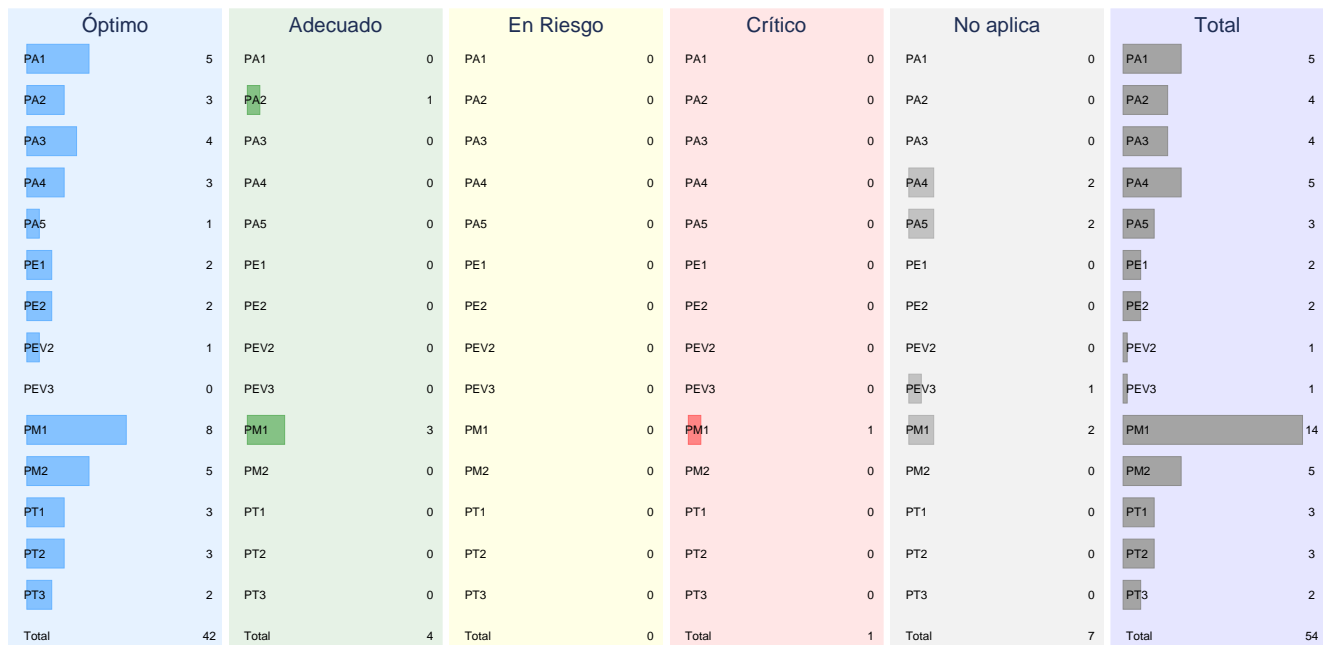 Óptimo Adecuado En Riesgo Crítico No aplica Total
PA1 5 PA1 0 PA1 0 PA1 0 PA1 0 PA1 5
PA2 3 PA2 1 PA2 0 PA2 0 PA2 0 PA2 4
PA3 4 PA3 0 PA3 0 PA3 0 PA3 0 PA3 4
PA4 3 PA4 0 PA4 0 PA4 0 PA4 2 PA4 5
PA5 1 PA5 0 PA5 0 PA5 0 PA5 2 PA5 3
PE1 2 PE1 0 PE1 0 PE1 0 PE1 0 PE1 2
PE2 2 PE2 0 PE2 0 PE2 0 PE2 0 PE2 2
PEV2 1 PEV2 0 PEV2 0 PEV2 0 PEV2 0 PEV2 1
PEV3 0 PEV3 0 PEV3 0 PEV3 0 PEV3 1 PEV3 1
PM1 8 PM1 3 PM1 0 PM1 1 PM1 2 PM1 14
PM2 5 PM2 0 PM2 0 PM2 0 PM2 0 PM2 5
PT1 3 PT1 0 PT1 0 PT1 0 PT1 0 PT1 3
PT2 3 PT2 0 PT2 0 PT2 0 PT2 0 PT2 3
PT3 2 PT3 0 PT3 0 PT3 0 PT3 0 PT3 2
Total 42 Total 4 Total 0 Total 1 Total 7 Total 54